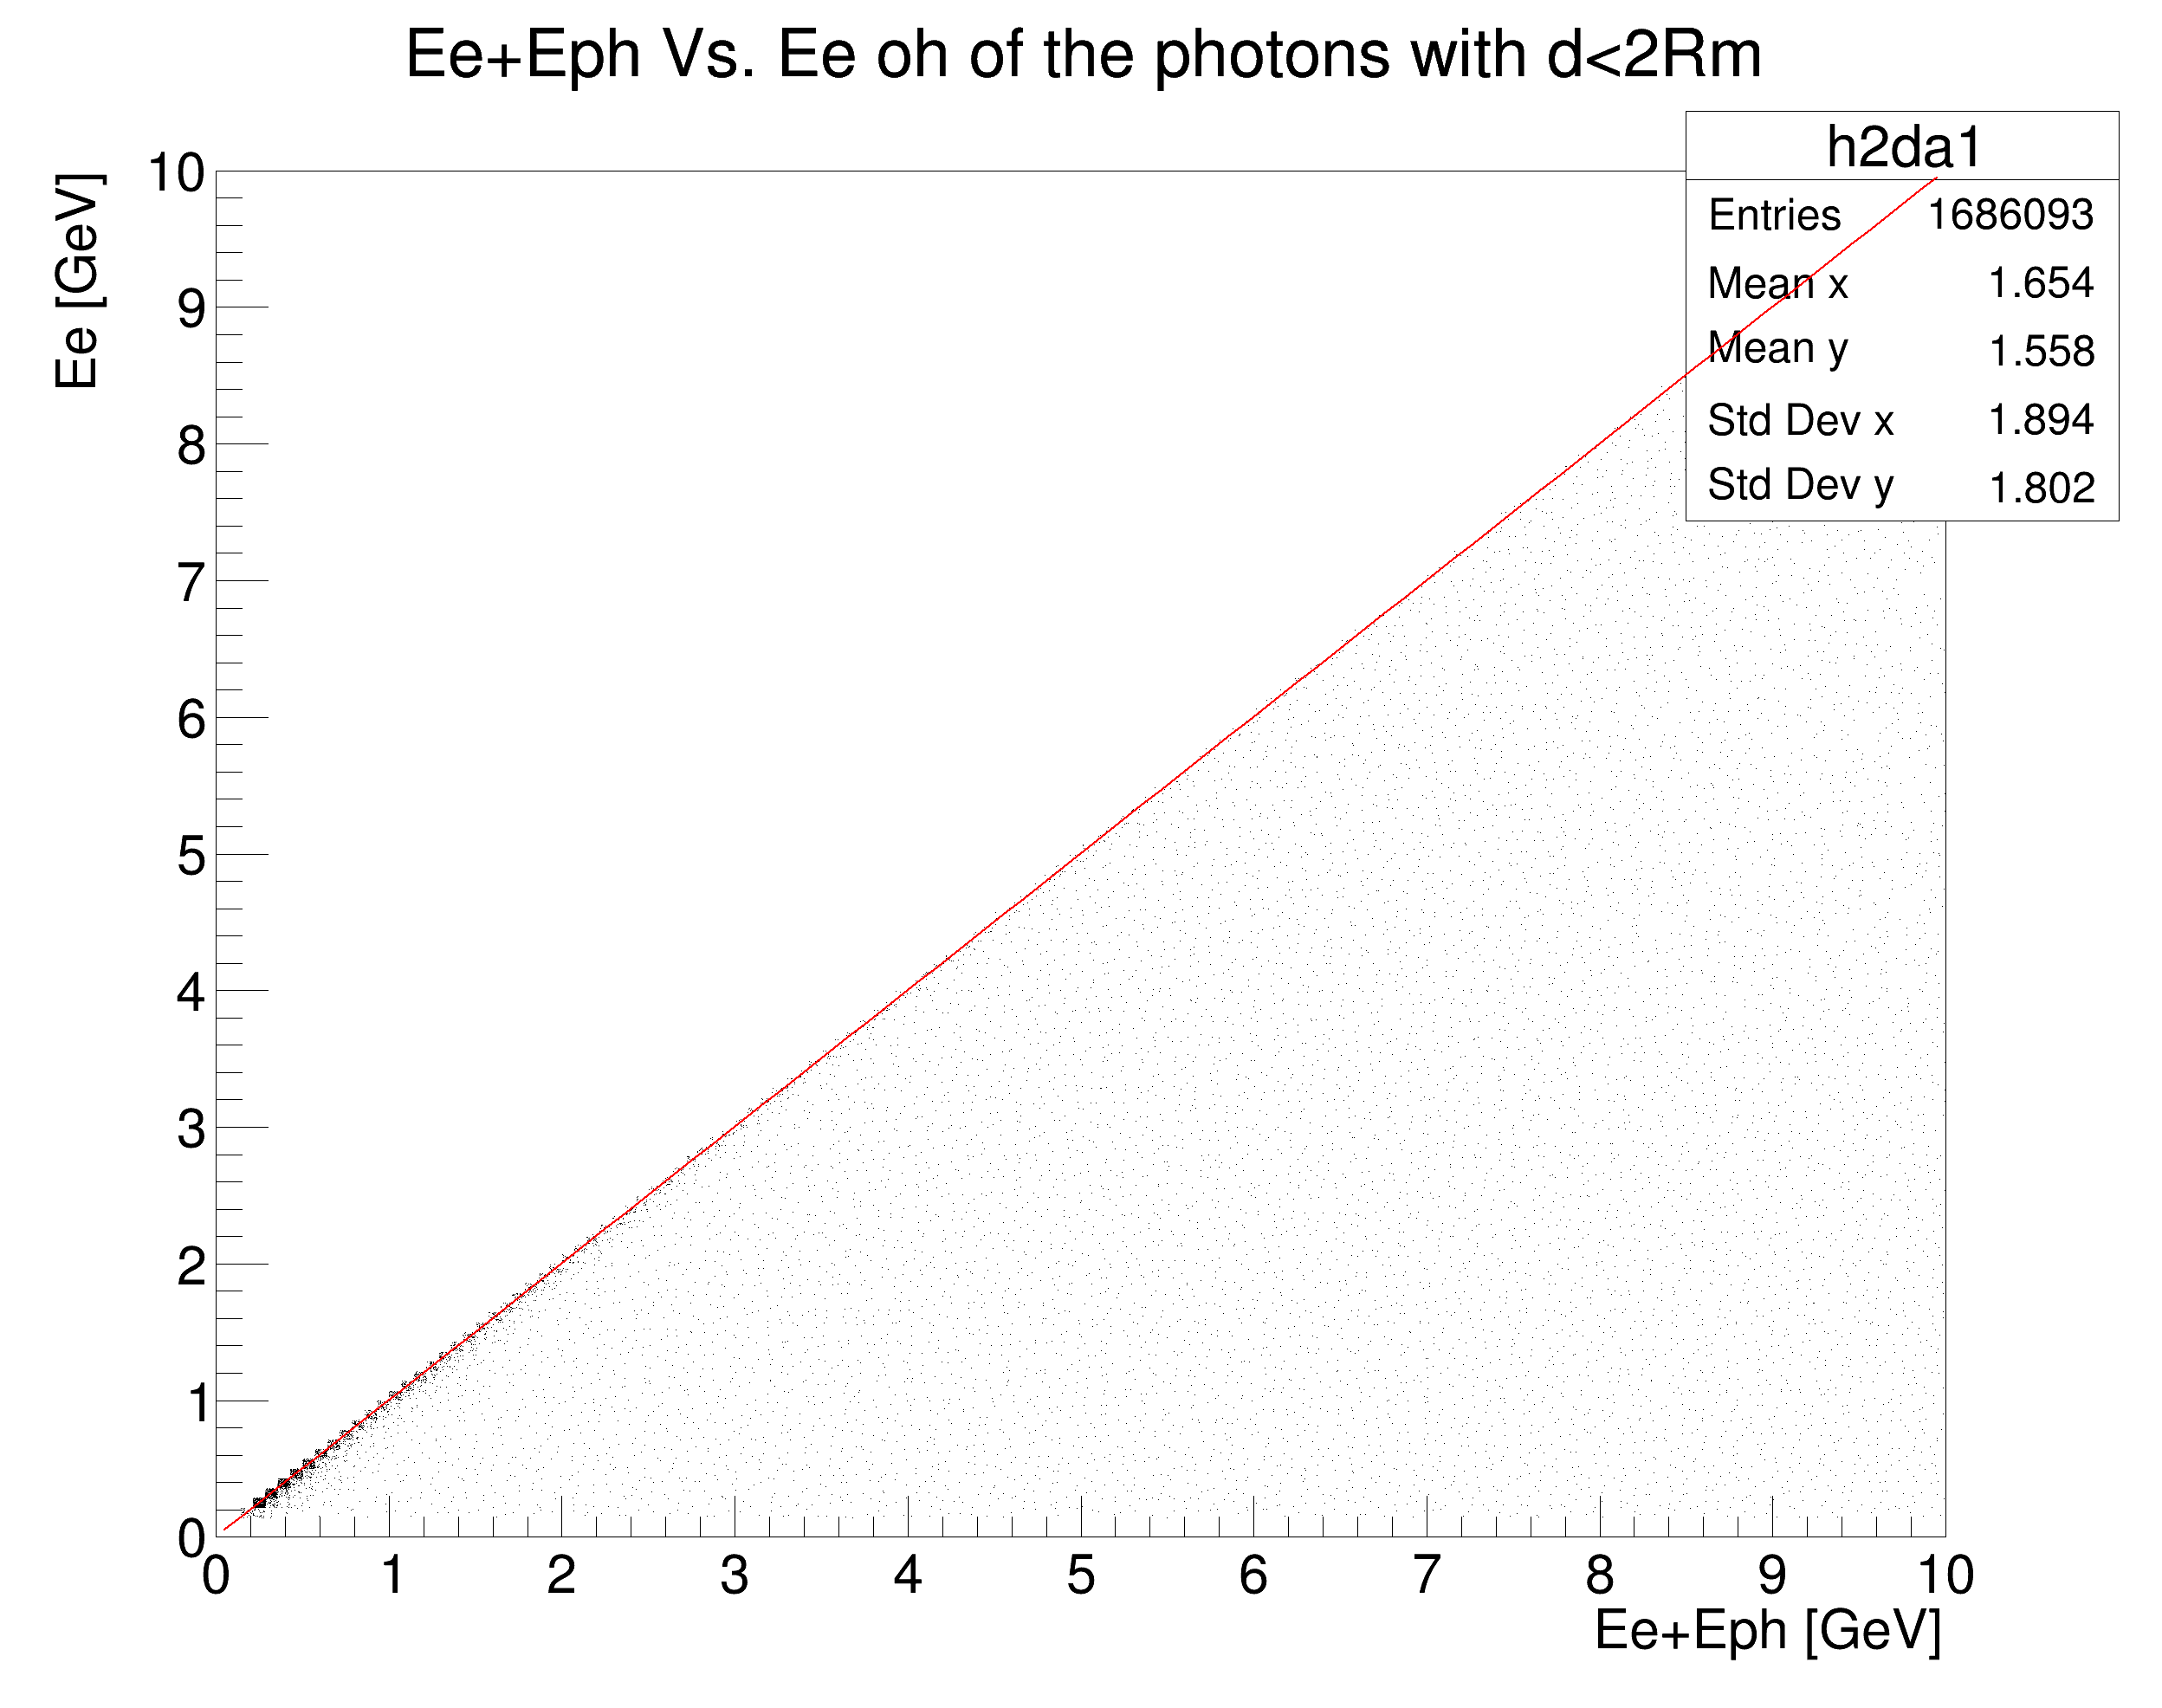 Ee+Eph Vs. Ee oh of the photons with d<2Rm
h2da1
Entries 1686093
Mean x 1.654
Mean y 1.558
Std Dev x 1.894
Std Dev y 1.802
Ee [GeV]
10
9
8
7
6
5
4
3
2
1
0
0 1 2 3 4 5 6 7 8 9 10
Ee+Eph [GeV]